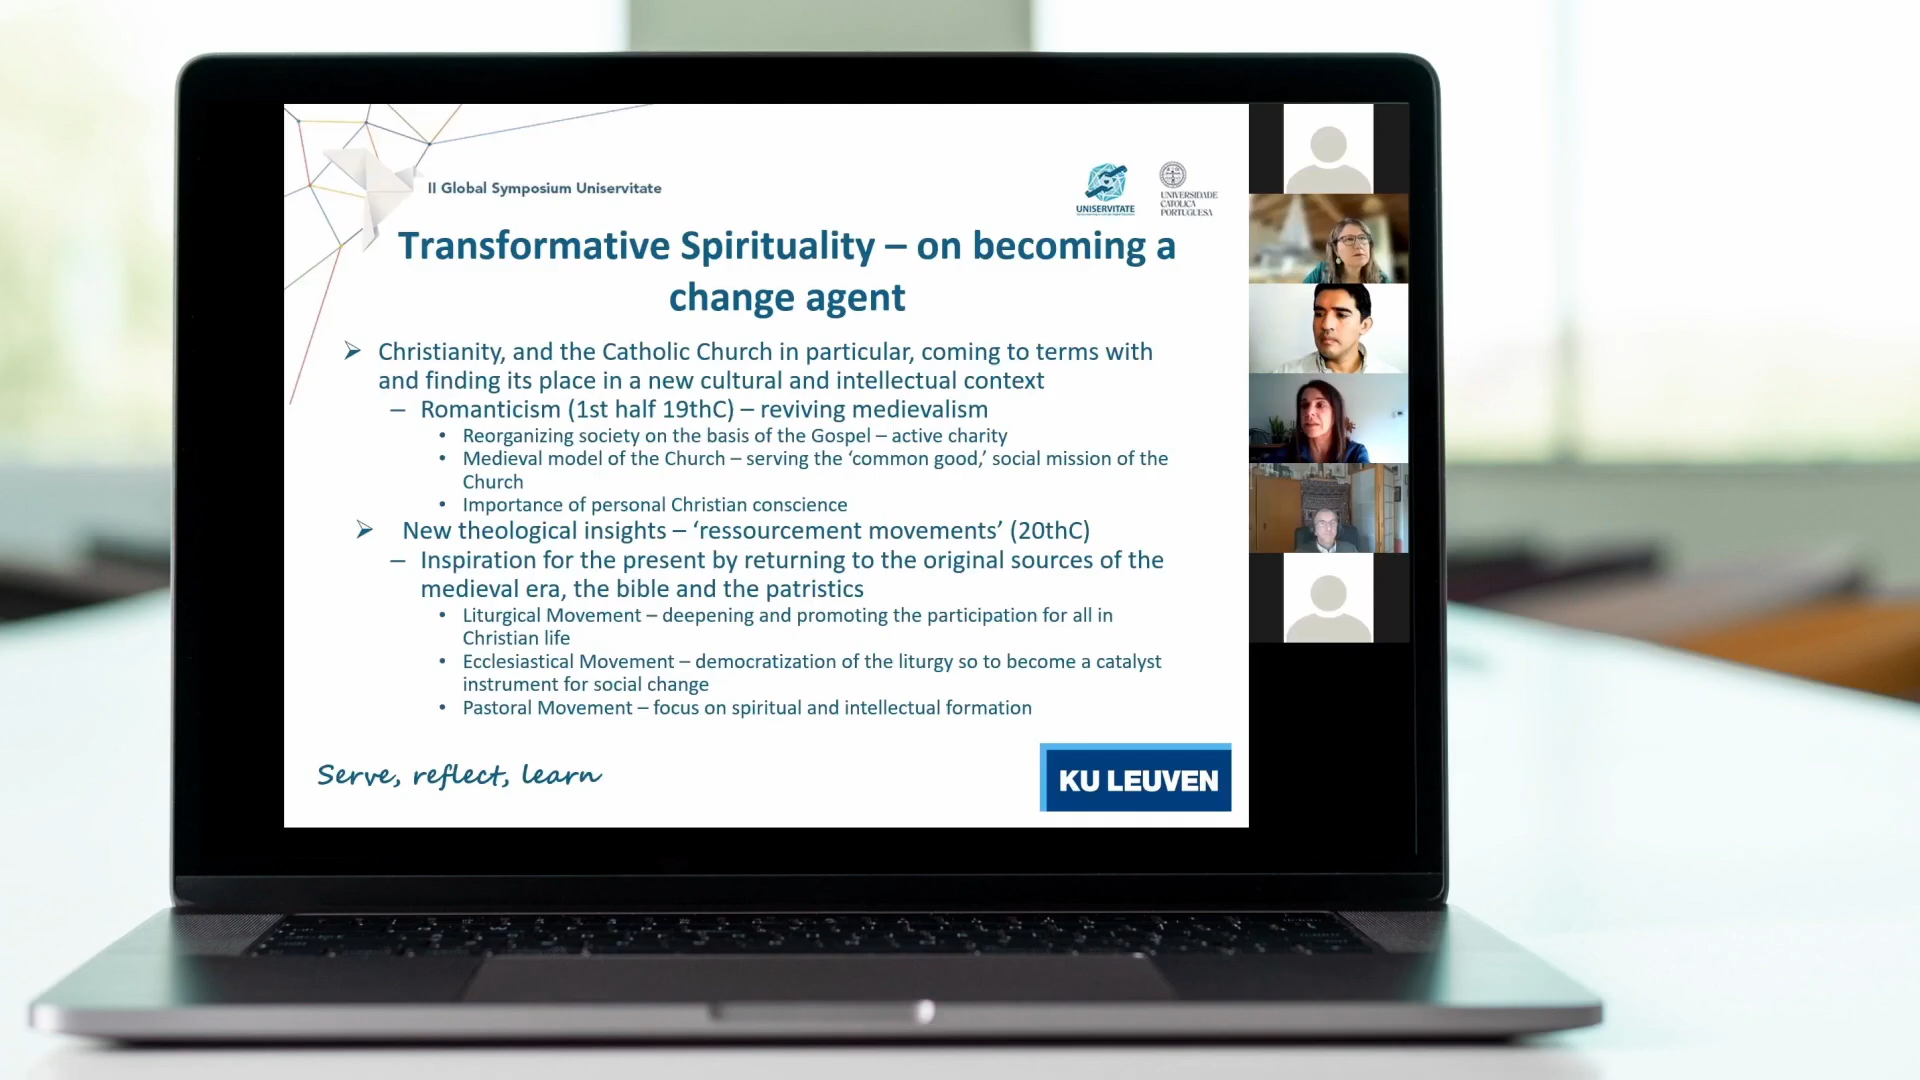 II Global Symposium Uniservitate
UNISERVITATE
UNIVERSIDADE
CATÓLICA
PORTUGUESA
Transformative Spirituality – on becoming a
change agent
➢ Christianity, and the Catholic Church in particular, coming to terms with
and finding its place in a new cultural and intellectual context
– Romanticism (1st half 19thC) – reviving medievalism
• Reorganizing society on the basis of the Gospel – active charity
• Medieval model of the Church – serving the ‘common good,’ social mission of the
Church
• Importance of personal Christian conscience
➢ New theological insights – ‘ressourcement movements’ (20thC)
– Inspiration for the present by returning to the original sources of the
medieval era, the bible and the patristics
• Liturgical Movement – deepening and promoting the participation for all in
Christian life
• Ecclesiastical Movement – democratization of the liturgy so to become a catalyst
instrument for social change
• Pastoral Movement – focus on spiritual and intellectual formation
Serve, reflect, learn
KU LEUVEN